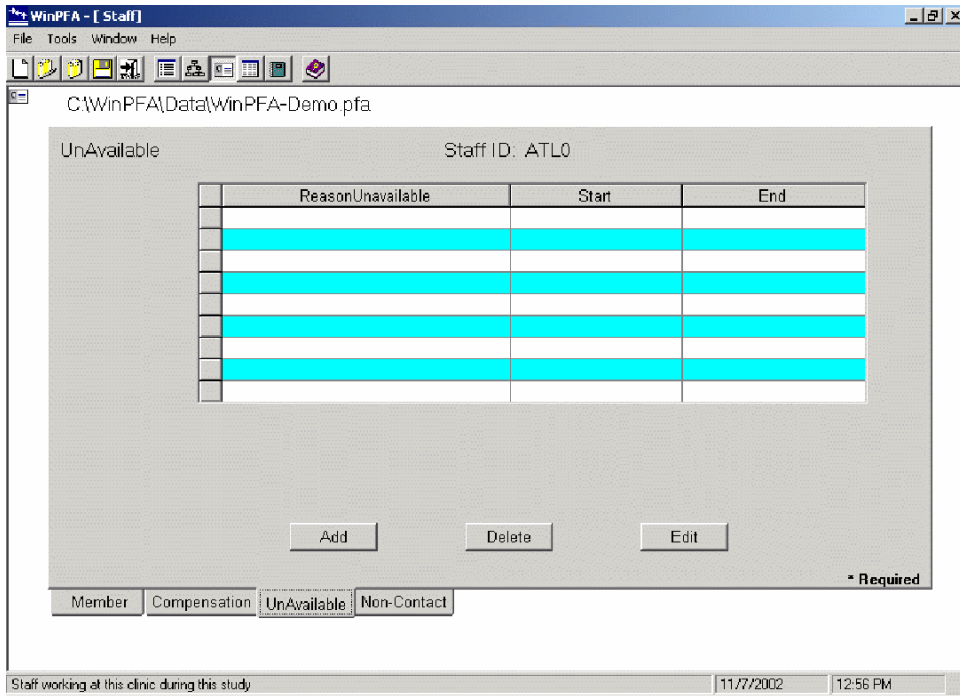 WinPFA - [ Staff]
File Tools Window Help
C:\WinPFA\Data\WinPFA-Demo.pfa
UnAvailable Staff ID: ATL0
ReasonUnavailable Start End
Add Delete Edit
* Required
Member Compensation UnAvailable Non-Contact
Staff working at this clinic during this study 11/7/2002 12:56 PM